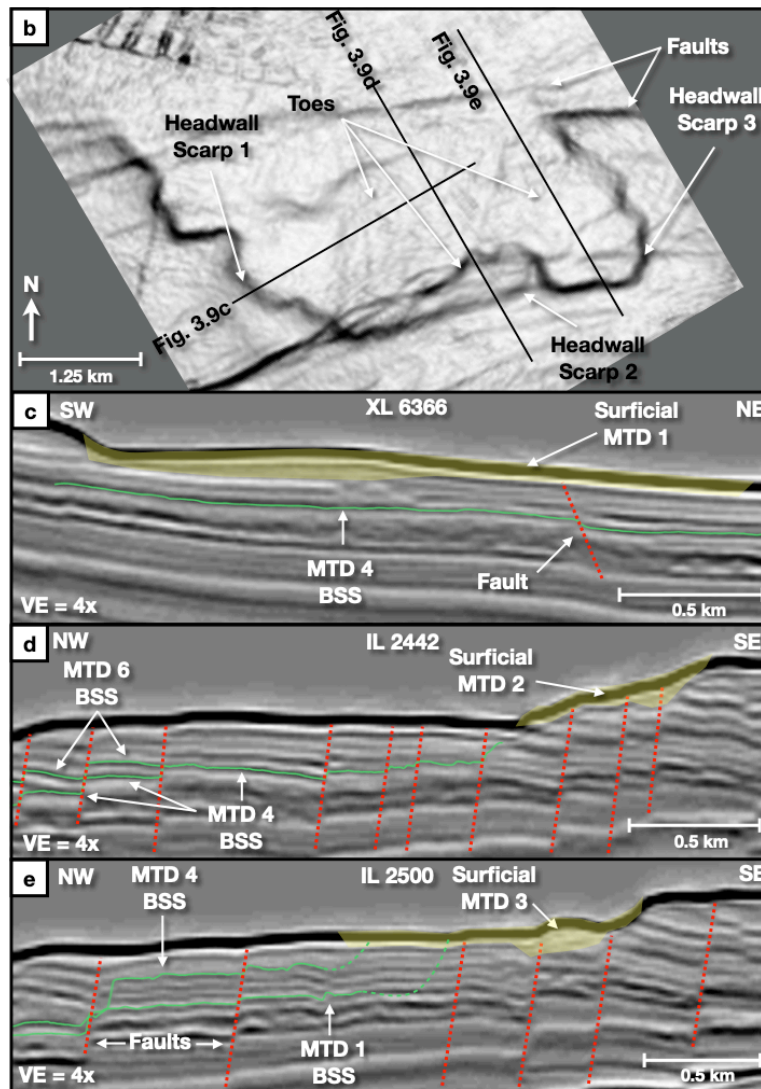 b
Fig. 3.9d
Fig. 3.9e
Faults
Toes
Headwall
Scarp 1
Headwall
Scarp 3
N
Fig. 3.9c
1.25 km
Headwall
Scarp 2
c
SW
XL 6366
NE
Surficial
MTD 1
MTD 4
BSS
Fault
VE = 4x
0.5 km
d
NW
IL 2442
SE
MTD 6
BSS
Surficial
MTD 2
MTD 4
BSS
VE = 4x
0.5 km
e
NW
MTD 4
BSS
IL 2500
Surficial
MTD 3
SE
Faults
MTD 1
BSS
VE = 4x
0.5 km